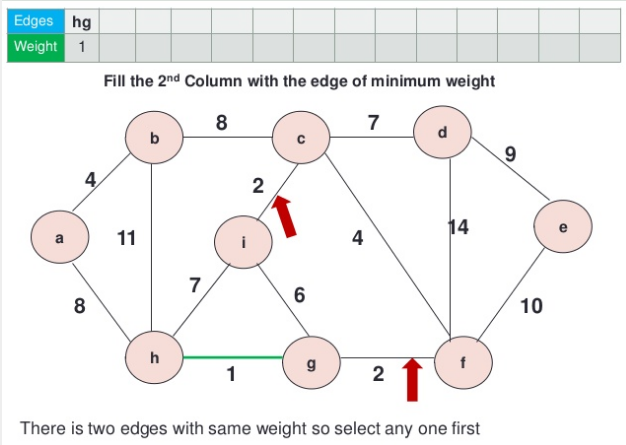 Edges hg
Weight 1
Fill the 2nd Column with the edge of minimum weight
b 8 c 7 d
9
4
2
a 11 i 4 14 e
7 6
8 10
h g f
1 2
There is two edges with same weight so select any one first